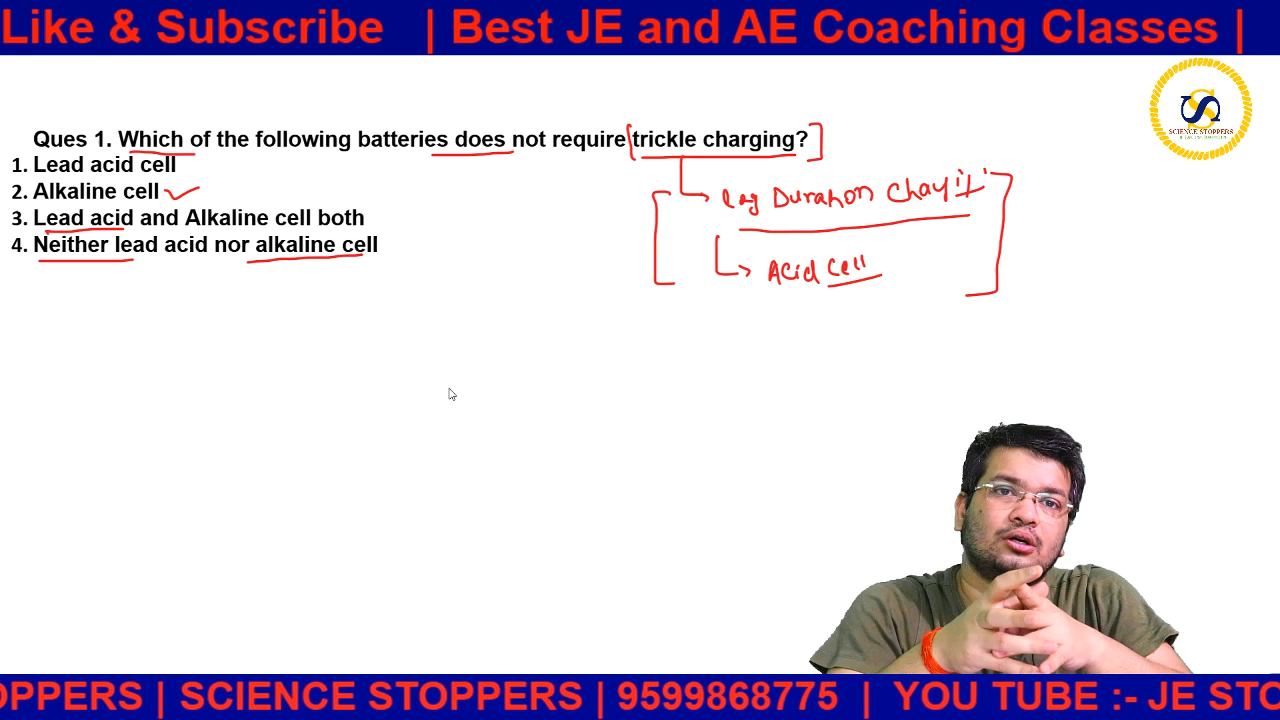 Like & Subscribe | Best JE and AE Coaching Classes |
SCIENCE STOPPERS
Ques 1. Which of the following batteries does not require trickle charging?
1. Lead acid cell
2. Alkaline cell
3. Lead acid and Alkaline cell both
4. Neither lead acid nor alkaline cell
Duration
Acid Cell
OPPERS | SCIENCE STOPPERS | 9599868775 | YOU TUBE :- JE STO